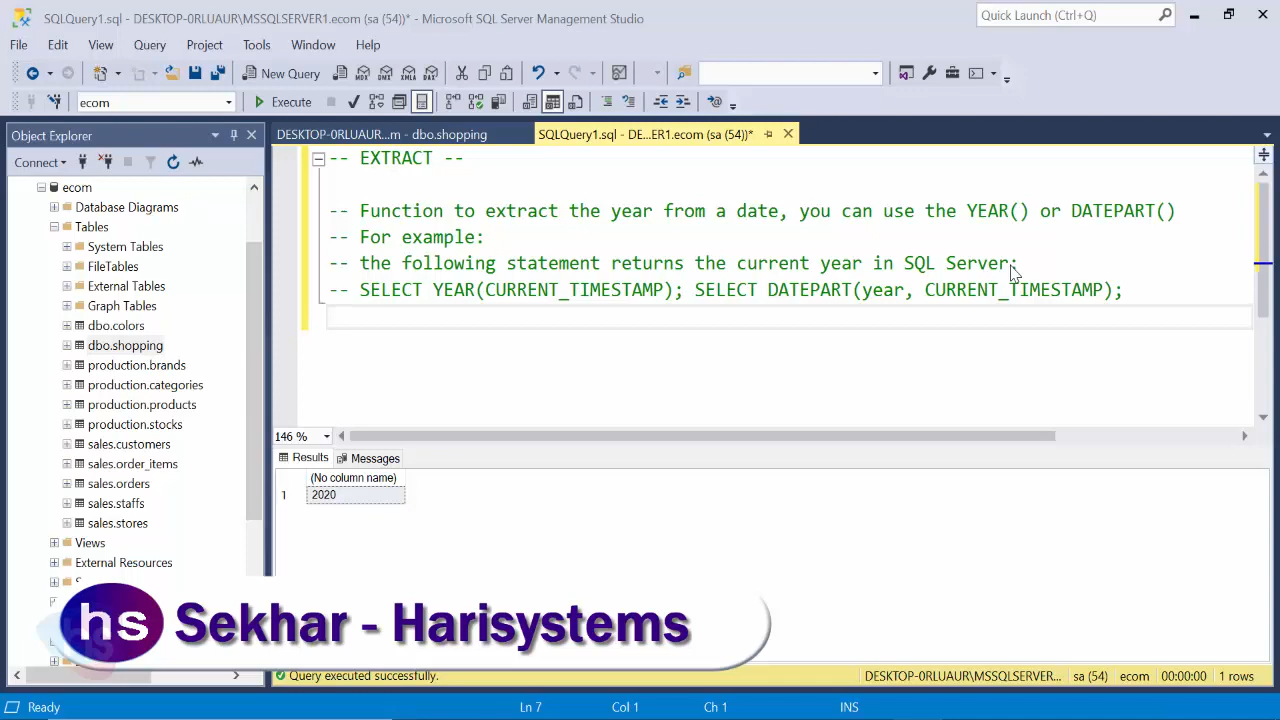 SQLQuery1.sql - DESKTOP-0RLUAUR\MSSQLSERVER1.ecom (sa (54))* - Microsoft SQL Server Management Studio
Quick Launch (Ctrl+Q)
File Edit View Query Project Tools Window Help
New Query
MDX DMX XMLA DAX
ecom
Execute
Object Explorer
DESKTOP-0RLUAUR...m - dbo.shopping
SQLQuery1.sql - DE...ER1.ecom (sa (54))*
Connect
ecom
Database Diagrams
Tables
System Tables
FileTables
External Tables
Graph Tables
dbo.colors
dbo.shopping
production.brands
production.categories
production.products
production.stocks
sales.customers
sales.order_items
sales.orders
sales.staffs
sales.stores
Views
External Resources
-- EXTRACT --
-- Function to extract the year from a date, you can use the YEAR() or DATEPART()
-- For example:
-- the following statement returns the current year in SQL Server:
-- SELECT YEAR(CURRENT_TIMESTAMP); SELECT DATEPART(year, CURRENT_TIMESTAMP);
146 %
Results Messages
(No column name)
1 2020
hs Sekhar - Harisystems
Query executed successfully.
DESKTOP-0RLUAUR\MSSQLSERVER... sa (54) ecom 00:00:00 1 rows
Ready Ln 7 Col 1 Ch 1 INS